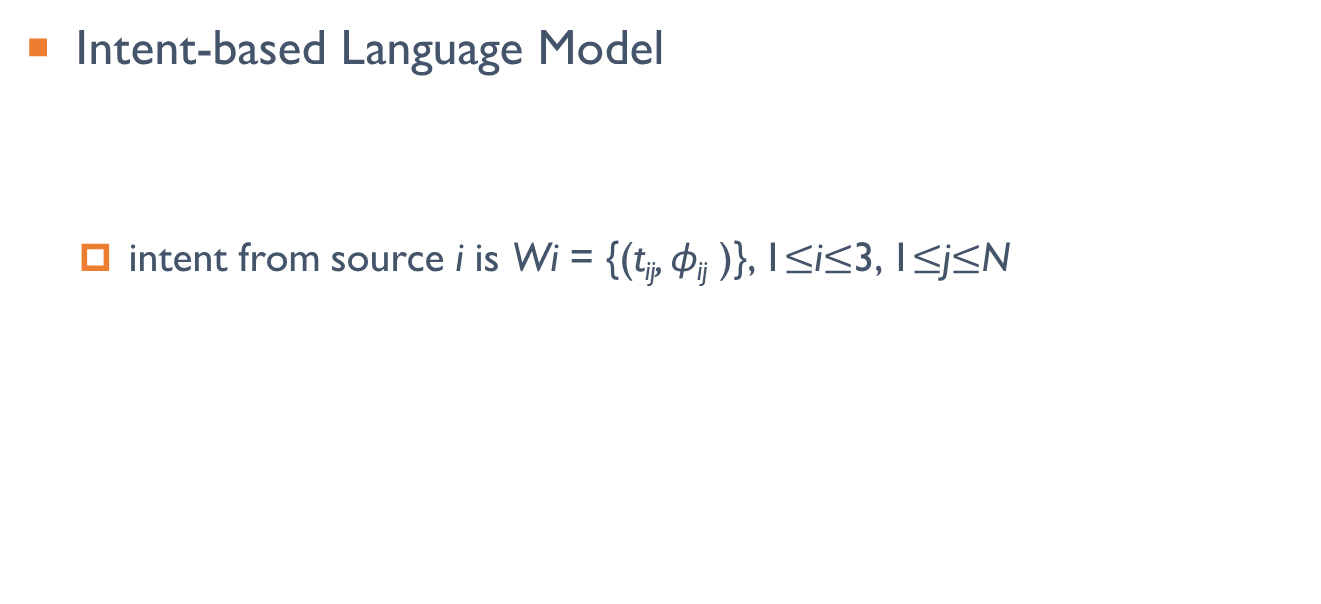 Intent-based Language Model
intent from source i is Wi = {(tij, ϕij )}, 1≤i≤3, 1≤j≤N